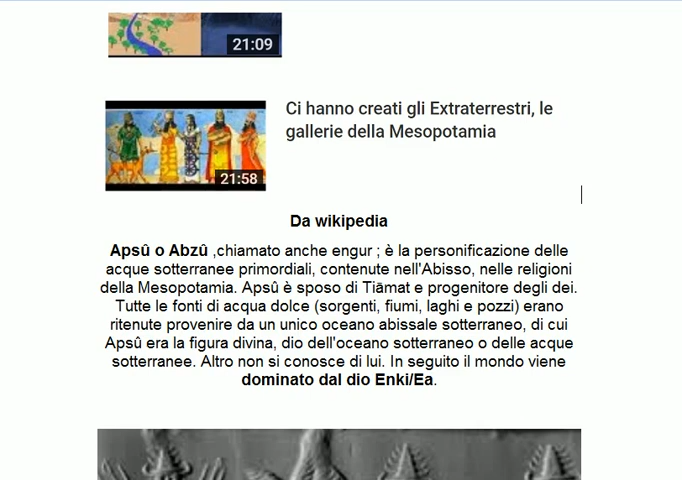 21:09
Ci hanno creati gli Extraterrestri, le
gallerie della Mesopotamia
21:58
Da wikipedia
Apsû o Abzû ,chiamato anche engur ; è la personificazione delle
acque sotterranee primordiali, contenute nell'Abisso, nelle religioni
della Mesopotamia. Apsû è sposo di Tiāmat e progenitore degli dei.
Tutte le fonti di acqua dolce (sorgenti, fiumi, laghi e pozzi) erano
ritenute provenire da un unico oceano abissale sotterraneo, di cui
Apsû era la figura divina, dio dell'oceano sotterraneo o delle acque
sotterranee. Altro non si conosce di lui. In seguito il mondo viene
dominato dal dio Enki/Ea.